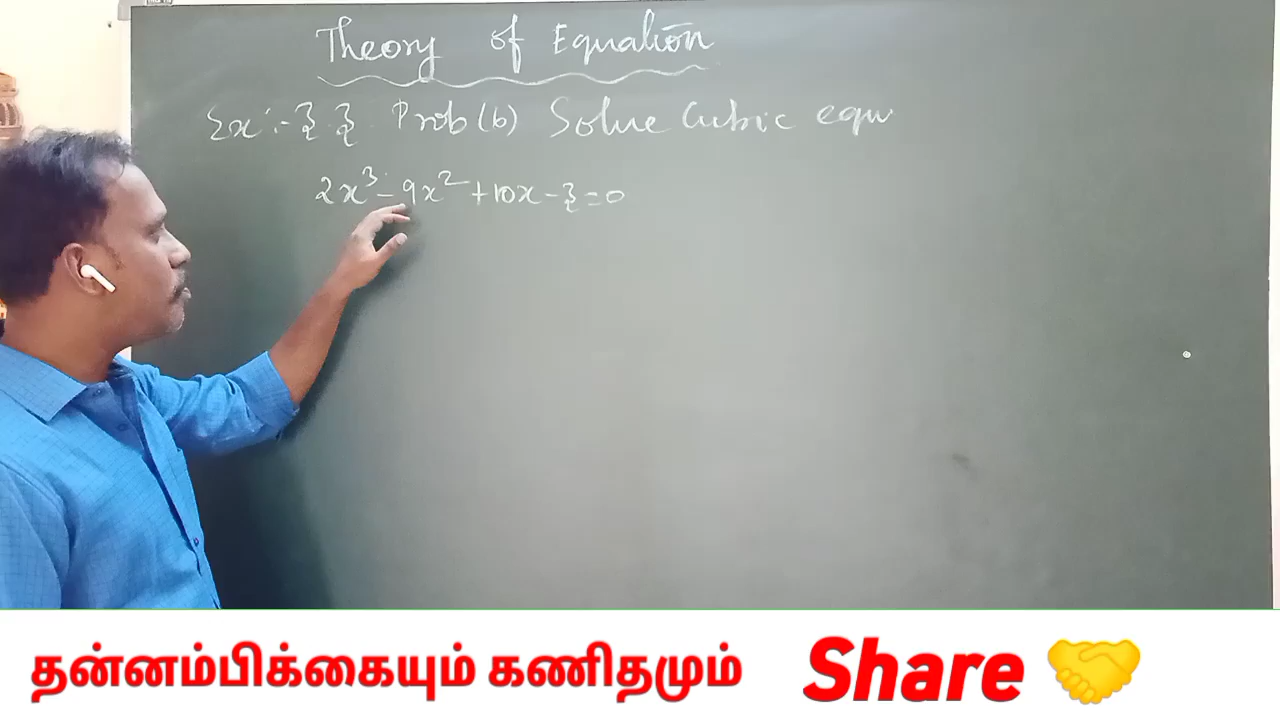 Theory of Equation
Ex:- 3.3 Prob (b) Solve Cubic equ
2x³ - 9x² + 10x - 3 = 0
தன்னம்பிக்கையும் கணிதமும் Share